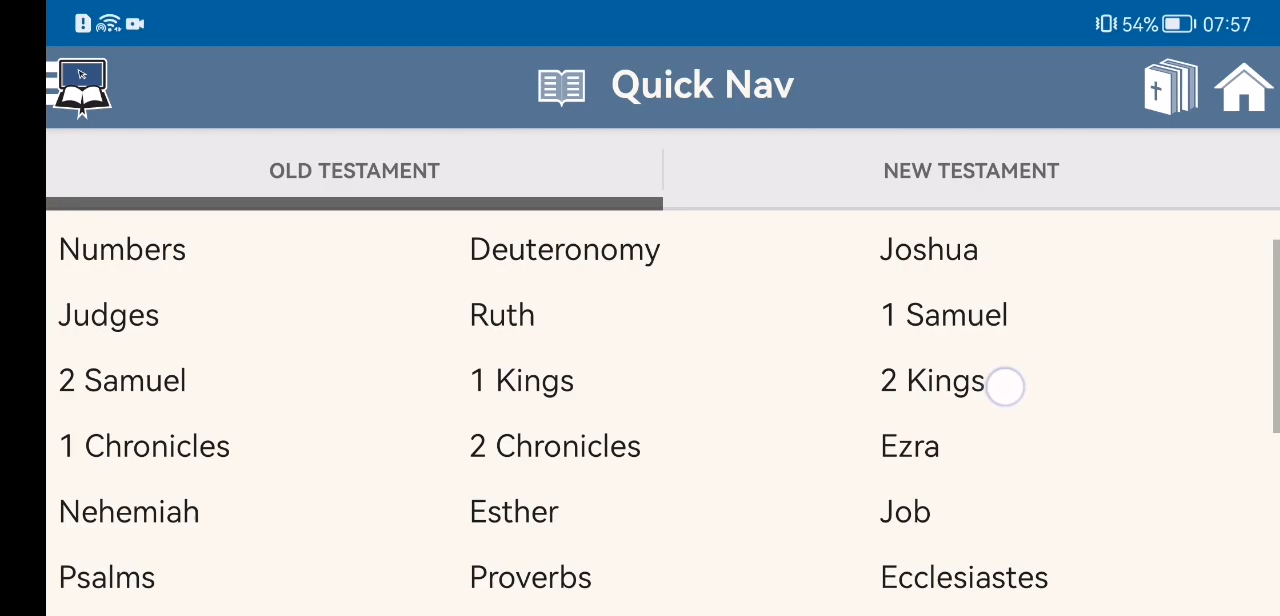 54% 07:57
Quick Nav
OLD TESTAMENT NEW TESTAMENT
Numbers Deuteronomy Joshua
Judges Ruth 1 Samuel
2 Samuel 1 Kings 2 Kings
1 Chronicles 2 Chronicles Ezra
Nehemiah Esther Job
Psalms Proverbs Ecclesiastes